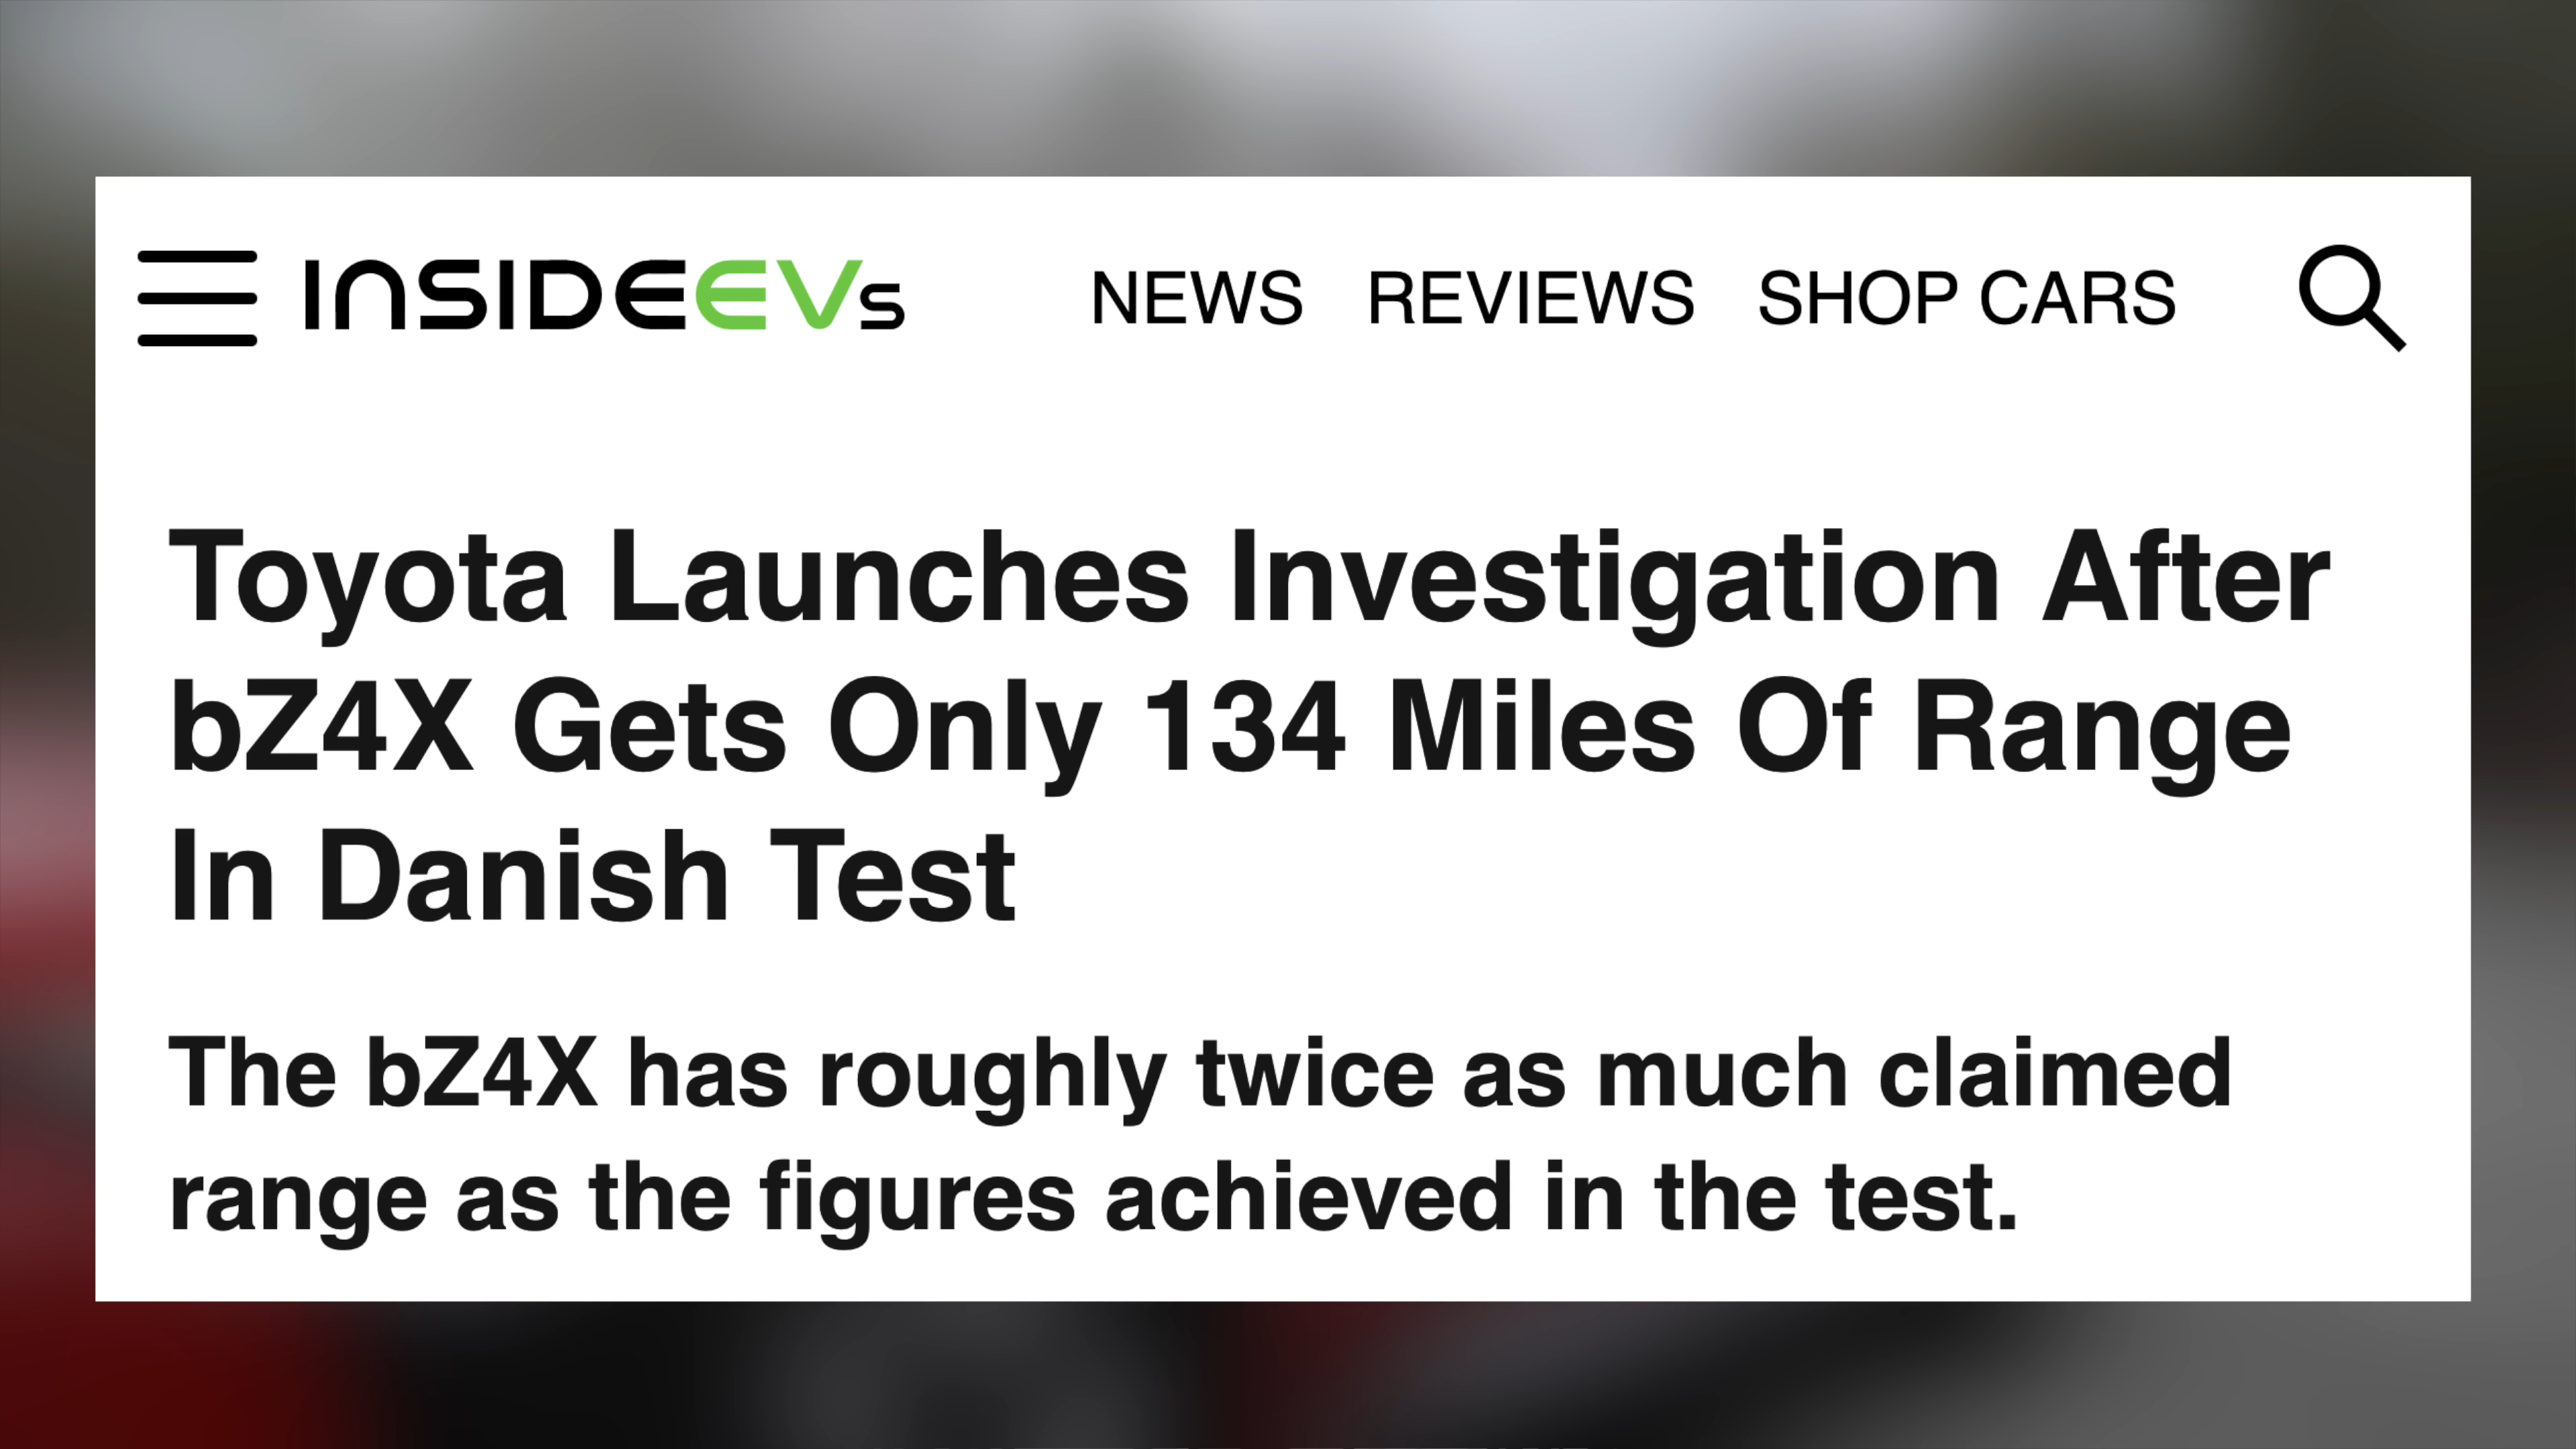 INSIDEEVs
NEWS REVIEWS SHOP CARS
Toyota Launches Investigation After
bZ4X Gets Only 134 Miles Of Range
In Danish Test
The bZ4X has roughly twice as much claimed
range as the figures achieved in the test.